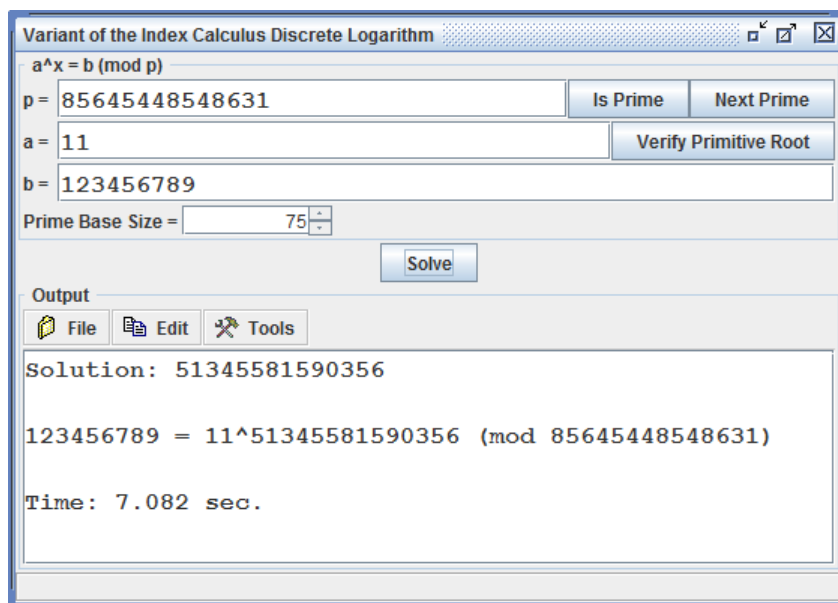 Variant of the Index Calculus Discrete Logarithm
a^x = b (mod p)
p = 85645448548631 Is Prime Next Prime
a = 11 Verify Primitive Root
b = 123456789
Prime Base Size = 75
Solve
Output
File Edit Tools
Solution: 51345581590356
123456789 = 11^51345581590356 (mod 85645448548631)
Time: 7.082 sec.